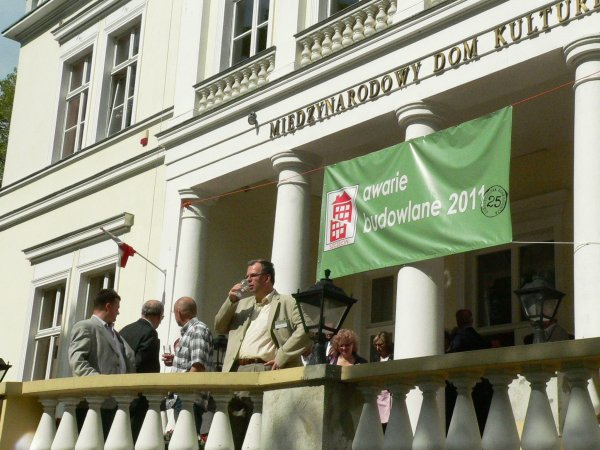 MIĘDZYNARODOWY DOM KULTURY
awarie
budowlane 2011
25